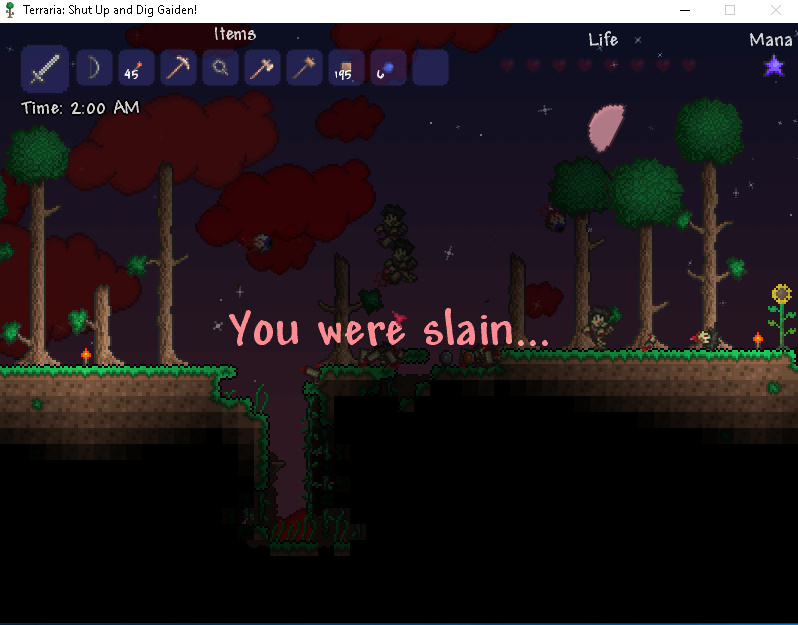 Terraria: Shut Up and Dig Gaiden!
Items
Life
Mana
45
195
6
Time: 2:00 AM
You were slain...